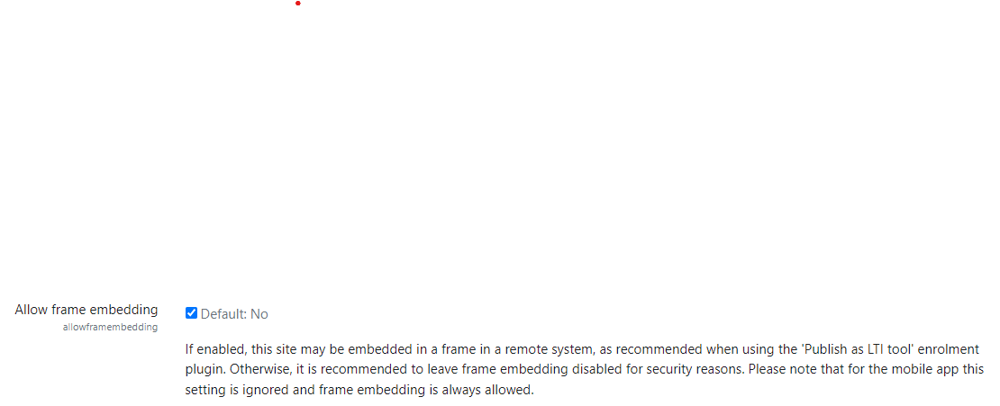 Allow frame embedding
allowframembedding
Default: No
If enabled, this site may be embedded in a frame in a remote system, as recommended when using the 'Publish as LTI tool' enrolment
plugin. Otherwise, it is recommended to leave frame embedding disabled for security reasons. Please note that for the mobile app this
setting is ignored and frame embedding is always allowed.